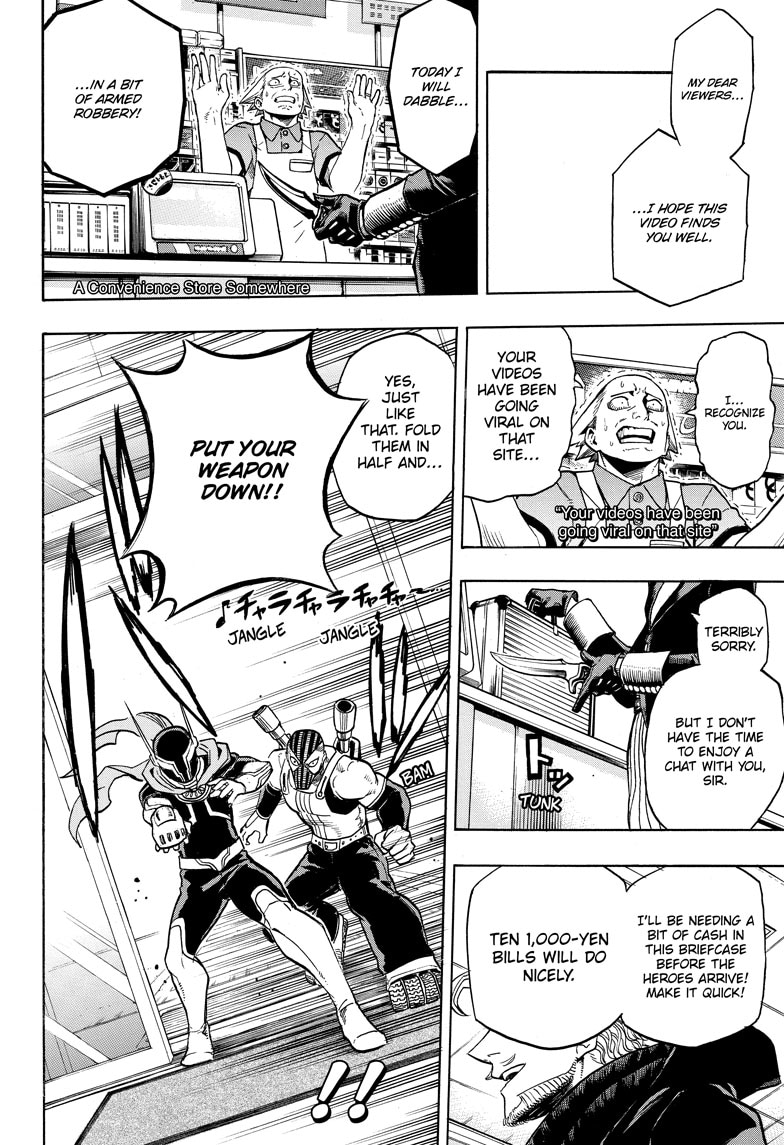 MY DEAR
VIEWERS...
...I HOPE THIS
VIDEO FINDS
YOU WELL.
TODAY I
WILL
DABBLE...
...IN A BIT
OF ARMED
ROBBERY!
A Convenience Store Somewhere
I...
RECOGNIZE
YOU.
YOUR
VIDEOS
HAVE BEEN
GOING
VIRAL ON
THAT
SITE...
"Your videos have been
going viral on that site"
TERRIBLY
SORRY.
BUT I DON'T
HAVE THE TIME
TO ENJOY A
CHAT WITH YOU,
SIR.
トッ
TUNK
I'LL BE NEEDING A
BIT OF CASH IN
THIS BRIEFCASE
BEFORE THE
HEROES ARRIVE!
MAKE IT QUICK!
TEN 1,000-YEN
BILLS WILL DO
NICELY.
YES,
JUST
LIKE
THAT. FOLD
THEM IN
HALF AND...
PUT YOUR
WEAPON
DOWN!!
♪チャラチャラチャチャー〜...
JANGLE JANGLE
BAM
!!